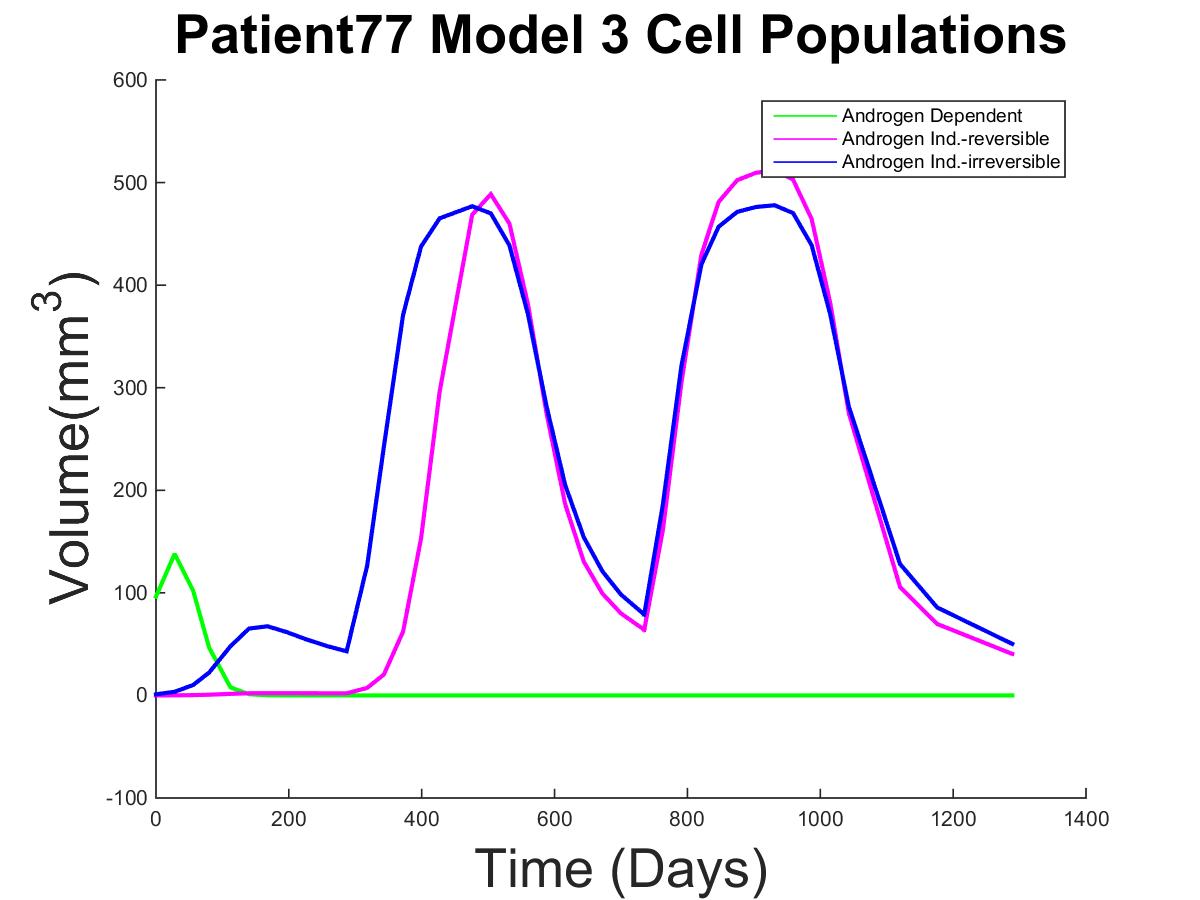 Patient77 Model 3 Cell Populations
600
500
400
300
200
100
0
-100
Volume(mm³)
Androgen Dependent
Androgen Ind.-reversible
Androgen Ind.-irreversible
0 200 400 600 800 1000 1200 1400
Time (Days)